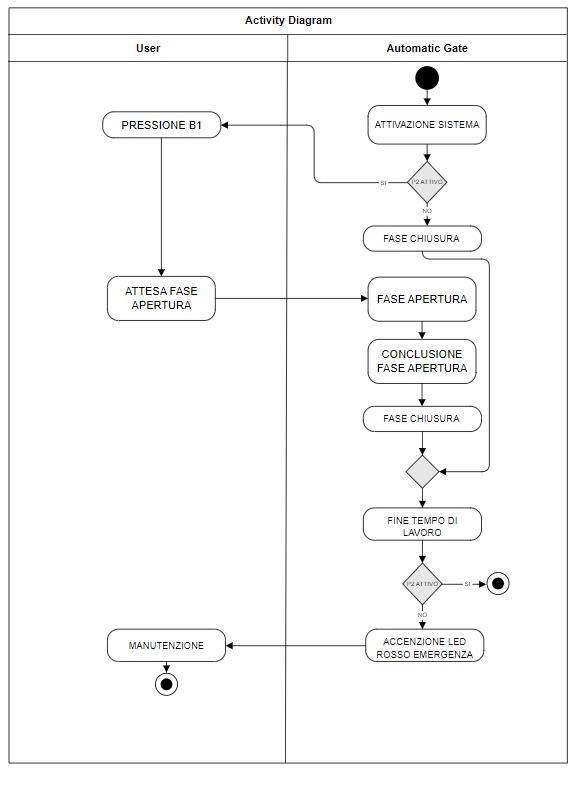 Activity Diagram
User
Automatic Gate
PRESSIONE B1
ATTIVAZIONE SISTEMA
SI
P2 ATTIVO
NO
FASE CHIUSURA
ATTESA FASE
APERTURA
FASE APERTURA
CONCLUSIONE
FASE APERTURA
FASE CHIUSURA
FINE TEMPO DI
LAVORO
P2 ATTIVO
SI
NO
MANUTENZIONE
ACCENZIONE LED
ROSSO EMERGENZA